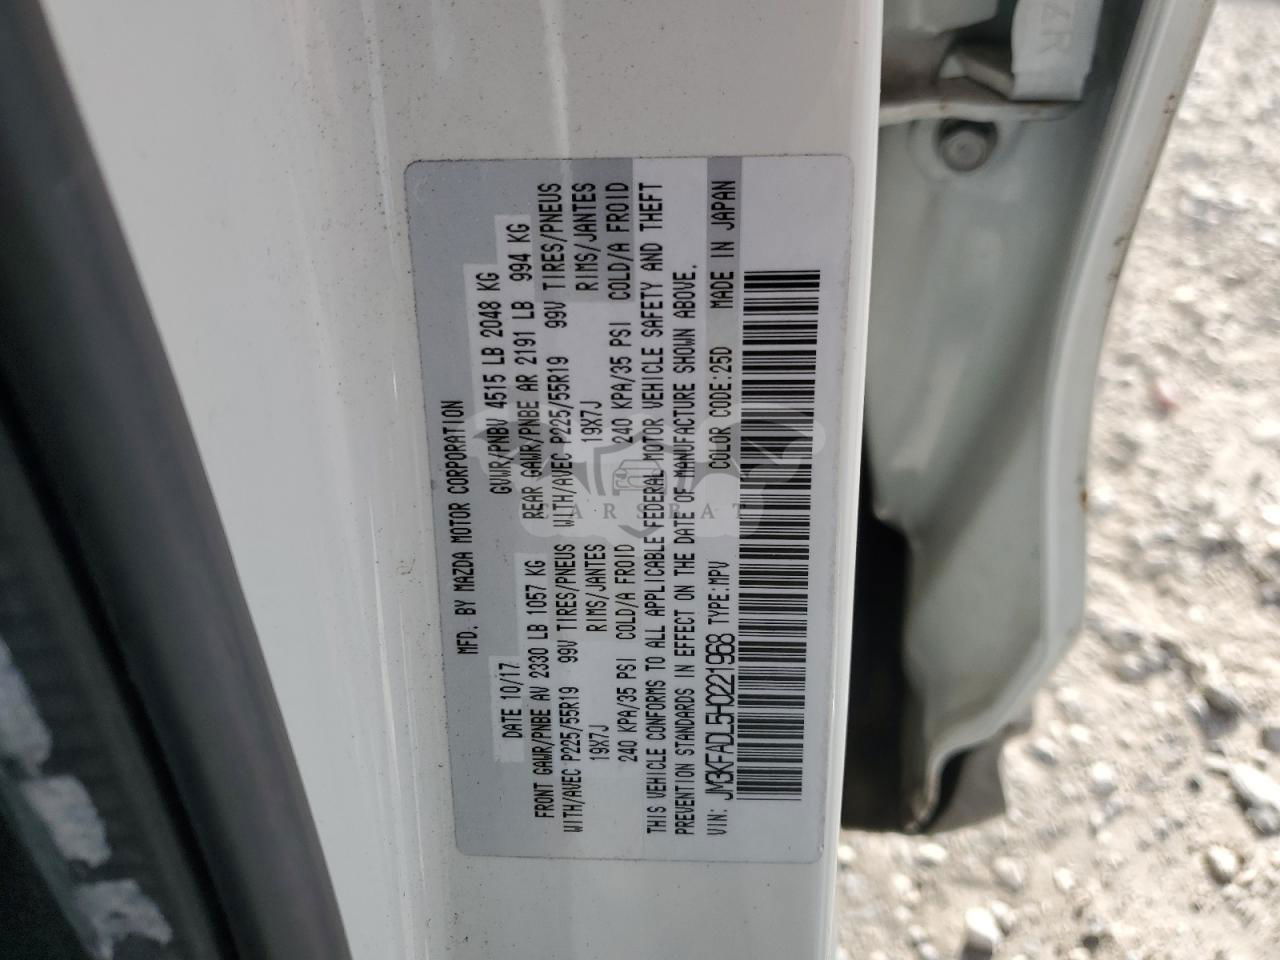 MFD. BY MAZDA MOTOR CORPORATION
DATE 10/17 GVWR/PNBV 4515 LB 2048 KG
FRONT GAWR/PNBE AV 2330 LB 1057 KG REAR GAWR/PNBE AR 2191 LB 994 KG
WITH/AVEC P225/55R19 99V TIRES/PNEUS WITH/AVEC P225/55R19 99V TIRES/PNEUS
19X7J RIMS/JANTES 19X7J RIMS/JANTES
240 KPA/35 PSI COLD/A FROID 240 KPA/35 PSI COLD/A FROID
THIS VEHICLE CONFORMS TO ALL APPLICABLE FEDERAL MOTOR VEHICLE SAFETY AND THEFT
PREVENTION STANDARDS IN EFFECT ON THE DATE OF MANUFACTURE SHOWN ABOVE.
VIN: JM3KFADL5H0221968 TYPE:MPV COLOR CODE:25D MADE IN JAPAN
CARSBAT